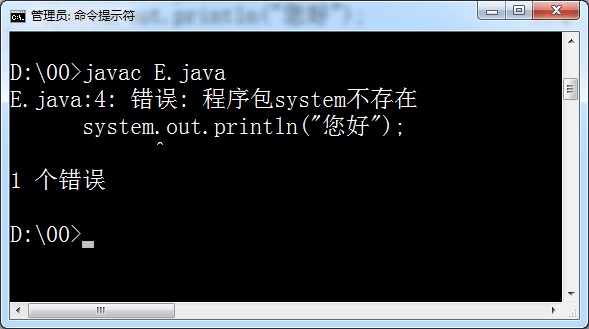 管理员: 命令提示符
D:\00>javac E.java
E.java:4: 错误: 程序包system不存在
system.out.println("您好");
^
1 个错误
D:\00>